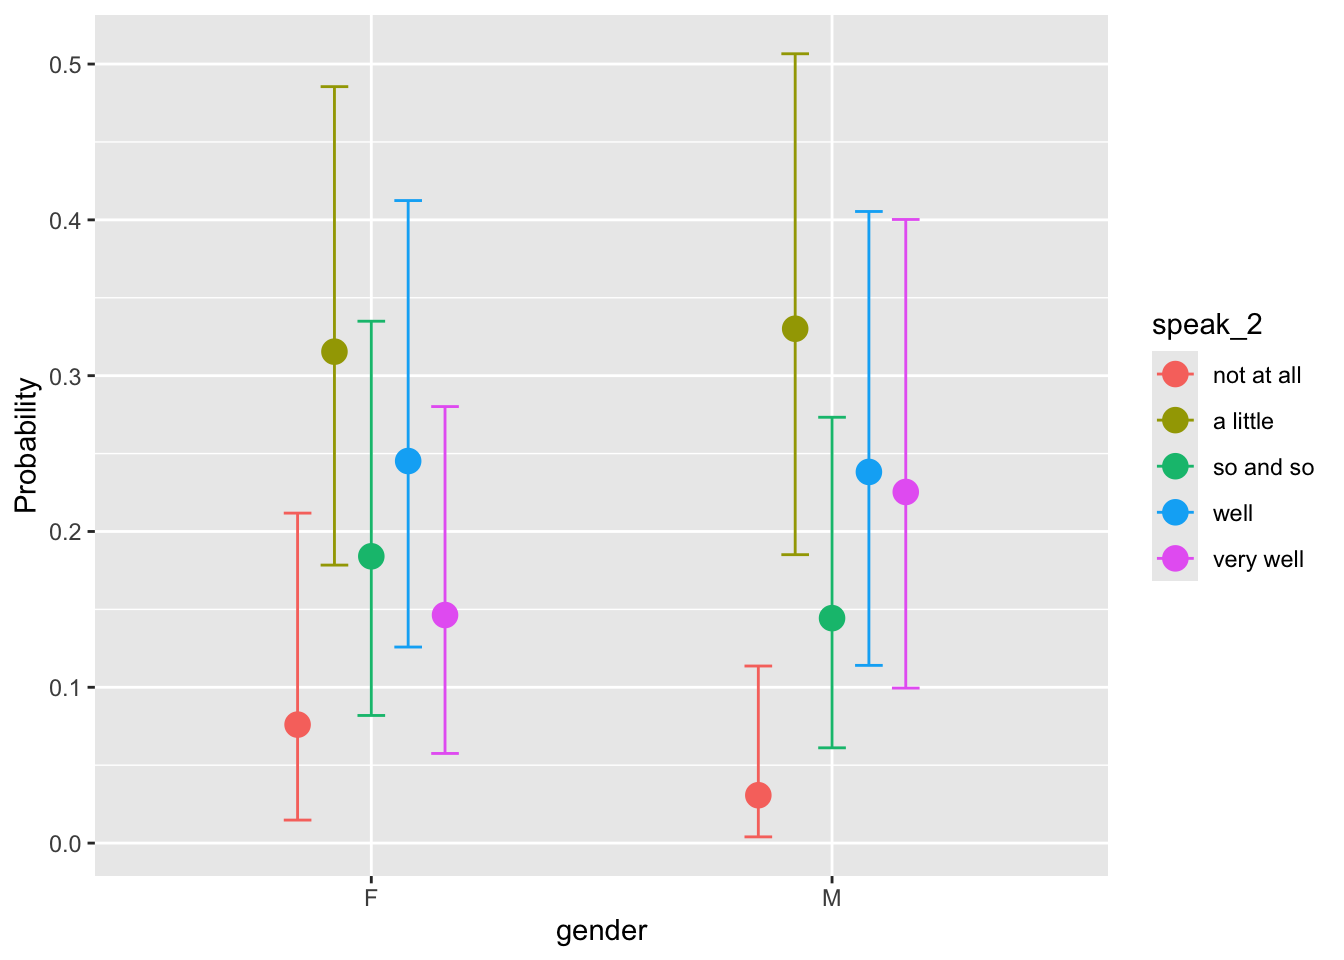 0.5
0.4
0.3
0.2
0.1
0.0
Probability
F
M
gender
speak_2
not at all
a little
so and so
well
very well